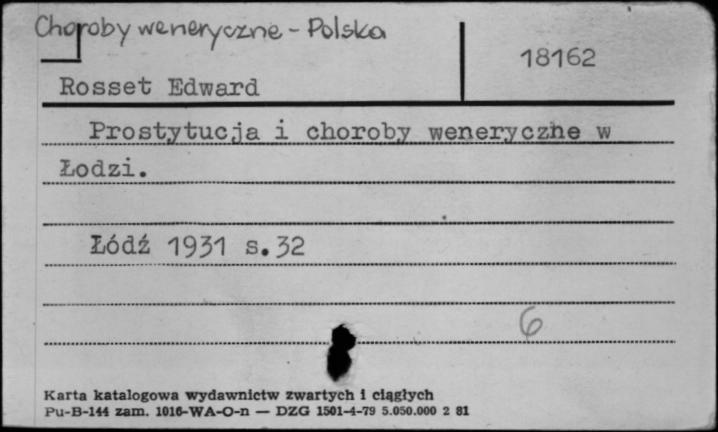 Choroby weneryczne - Polska
18162
Rosset Edward
Prostytucja i choroby weneryczne w
Łodzi.
Łódź 1931 s.32
6
Karta katalogowa wydawnictw zwartych i ciągłych
Pu-B-144 zam. 1016-WA-O-n — DZG 1501-4-79 5.050.000 2 81